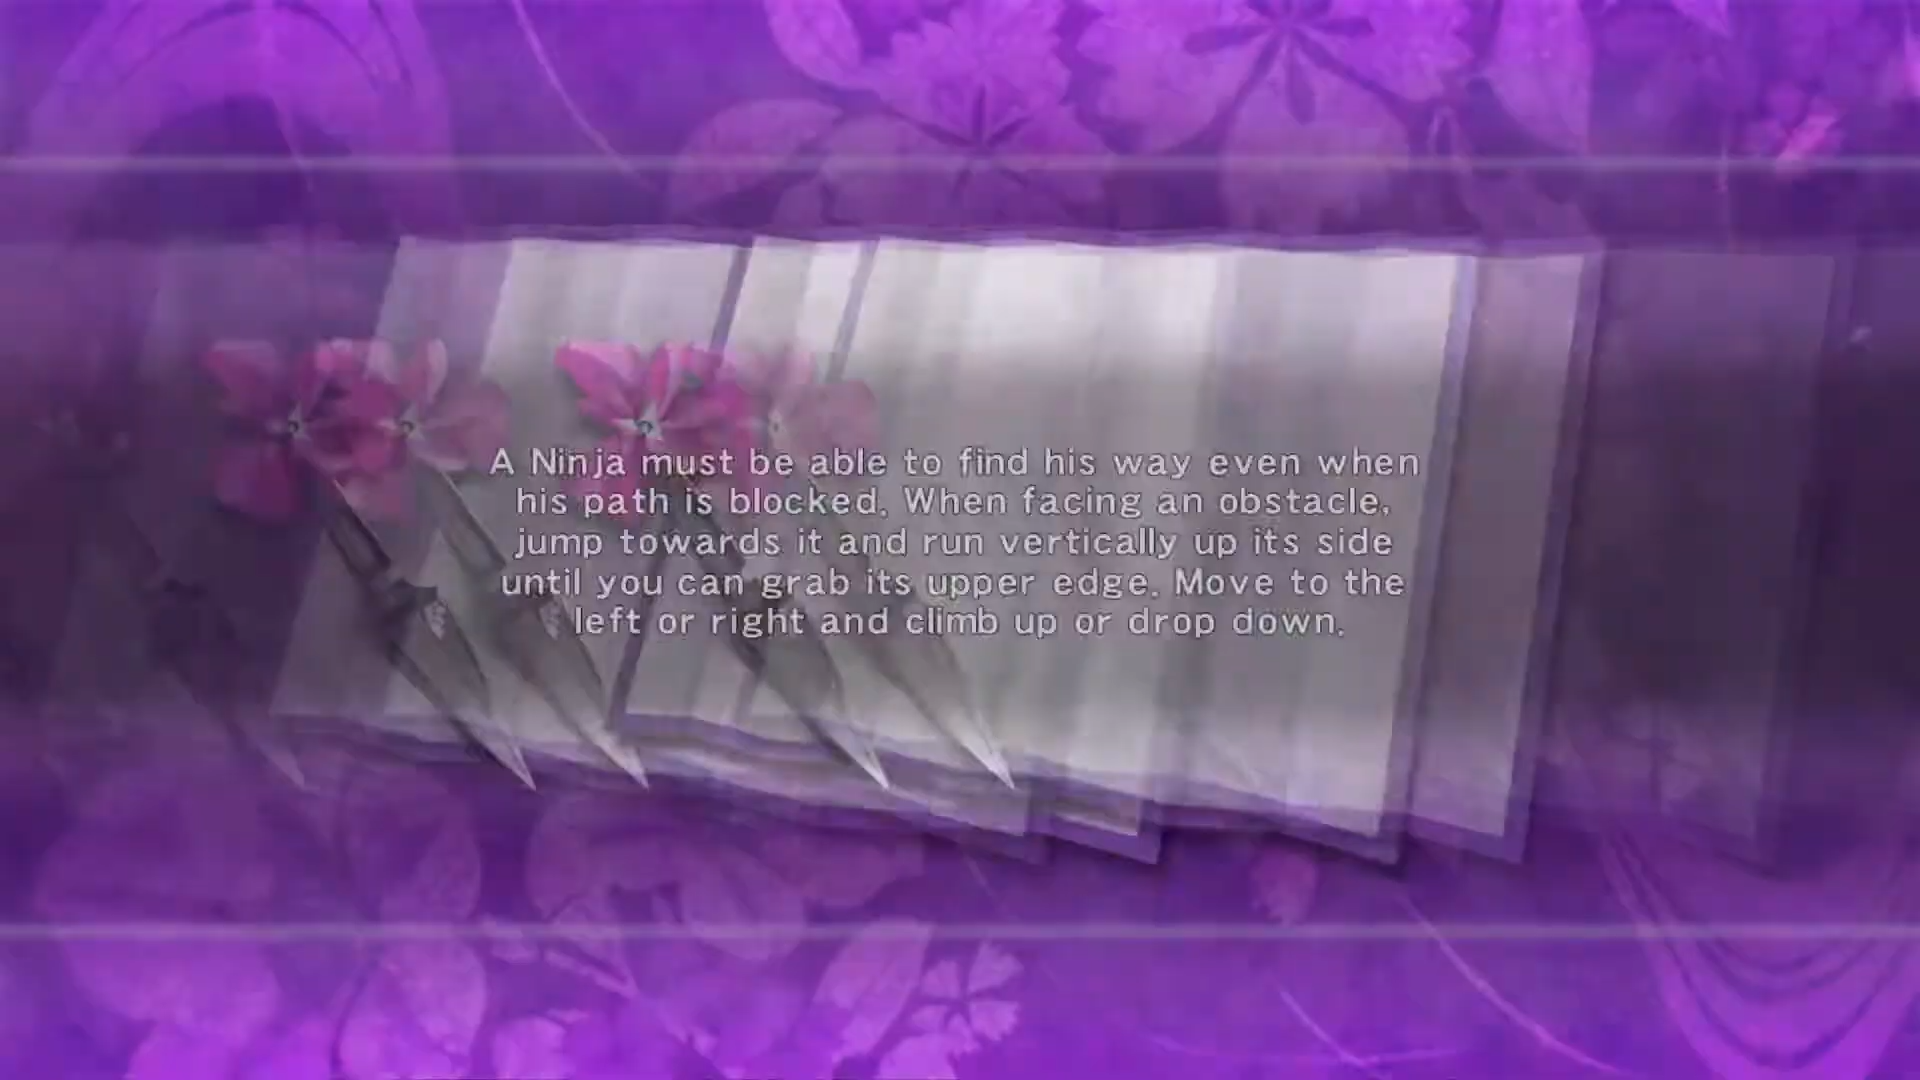 A Ninja must be able to find his way even when
his path is blocked. When facing an obstacle,
jump towards it and run vertically up its side
until you can grab its upper edge. Move to the
left or right and climb up or drop down.